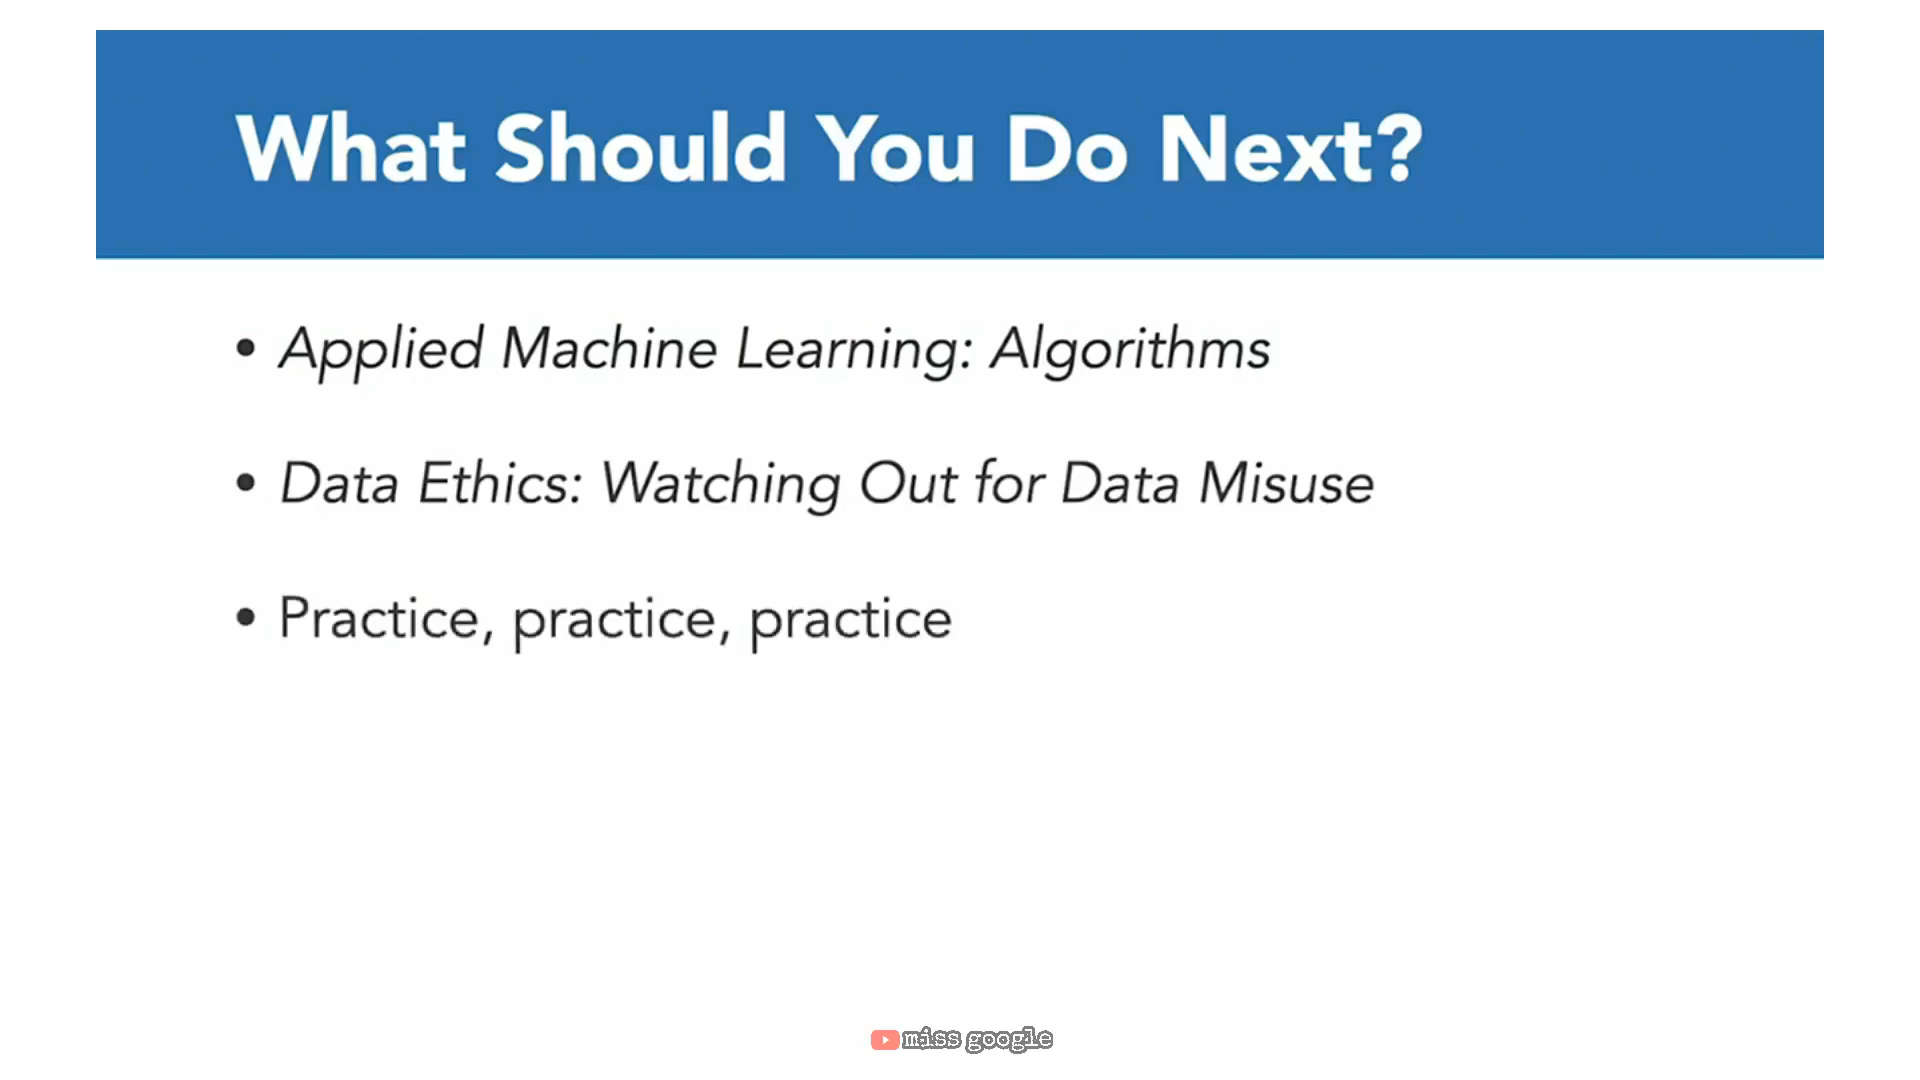 What Should You Do Next?
• Applied Machine Learning: Algorithms
• Data Ethics: Watching Out for Data Misuse
• Practice, practice, practice
miss google